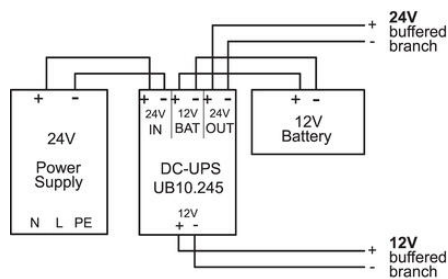 + 24V
- buffered
branch
+ -
24V
Power
Supply
N L PE
+ - + - + -
24V 12V 24V
IN BAT OUT
DC-UPS
UB10.245
12V
+ -
+ -
12V
Battery
+ 12V
- buffered
branch